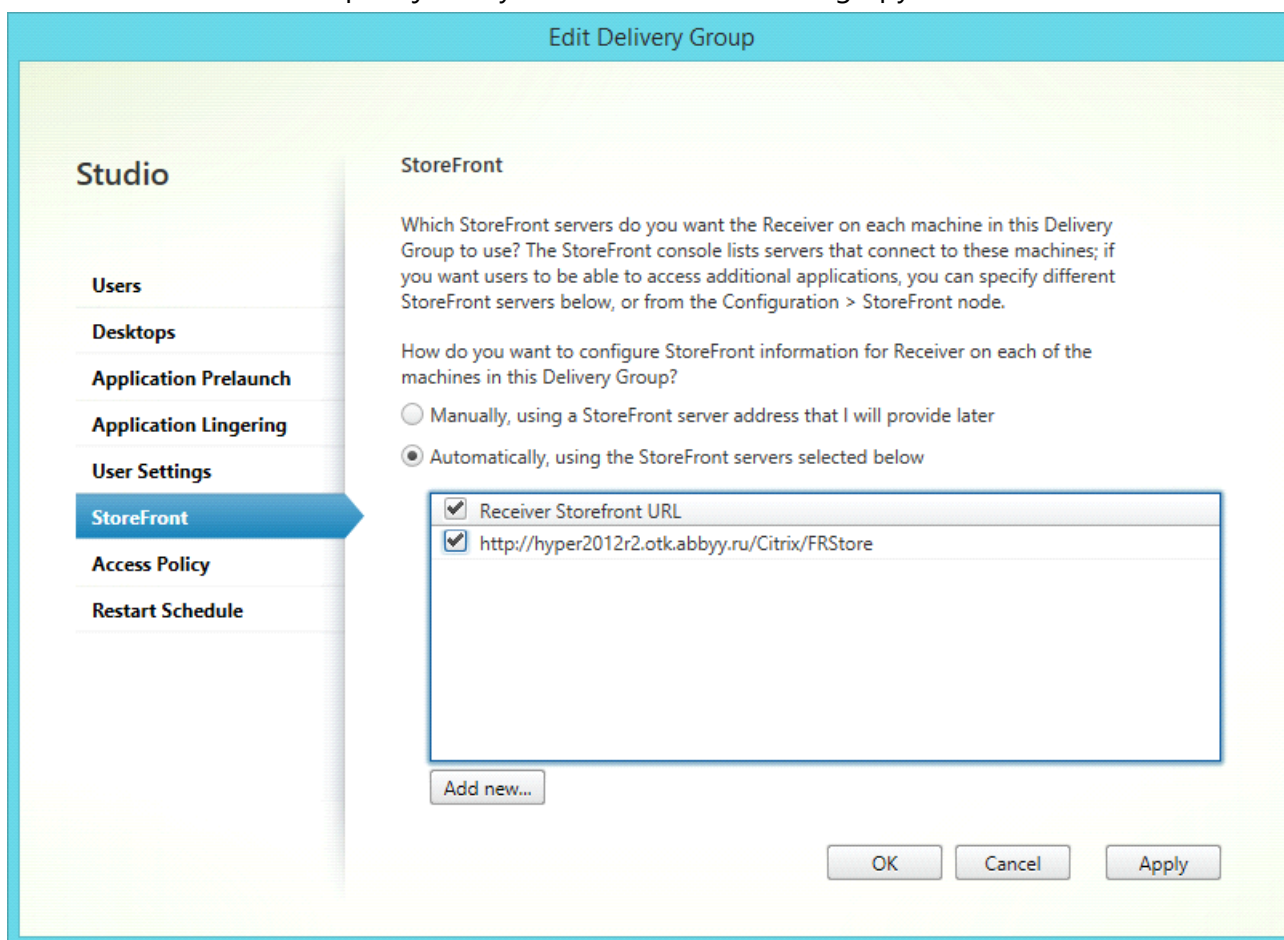 Edit Delivery Group
Studio
Users
Desktops
Application Prelaunch
Application Lingering
User Settings
StoreFront
Access Policy
Restart Schedule
StoreFront
Which StoreFront servers do you want the Receiver on each machine in this Delivery
Group to use? The StoreFront console lists servers that connect to these machines; if
you want users to be able to access additional applications, you can specify different
StoreFront servers below, or from the Configuration > StoreFront node.
How do you want to configure StoreFront information for Receiver on each of the
machines in this Delivery Group?
Manually, using a StoreFront server address that I will provide later
Automatically, using the StoreFront servers selected below
Receiver Storefront URL
http://hyper2012r2.otk.abbyy.ru/Citrix/FRStore
Add new...
OK
Cancel
Apply